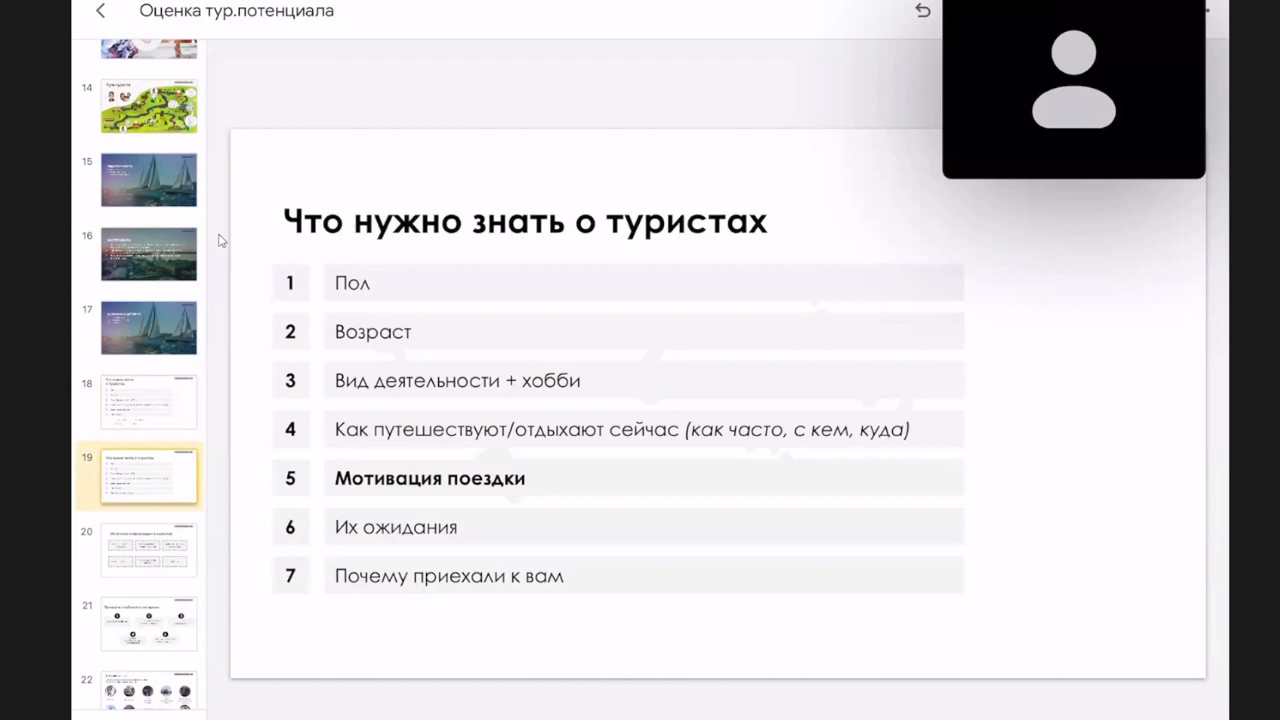 Оценка тур.потенциала
14
15
16
17
18
19
20
21
22
Что нужно знать о туристах
1 Пол
2 Возраст
3 Вид деятельности + хобби
4 Как путешествуют/отдыхают сейчас (как часто, с кем, куда)
5 Мотивация поездки
6 Их ожидания
7 Почему приехали к вам